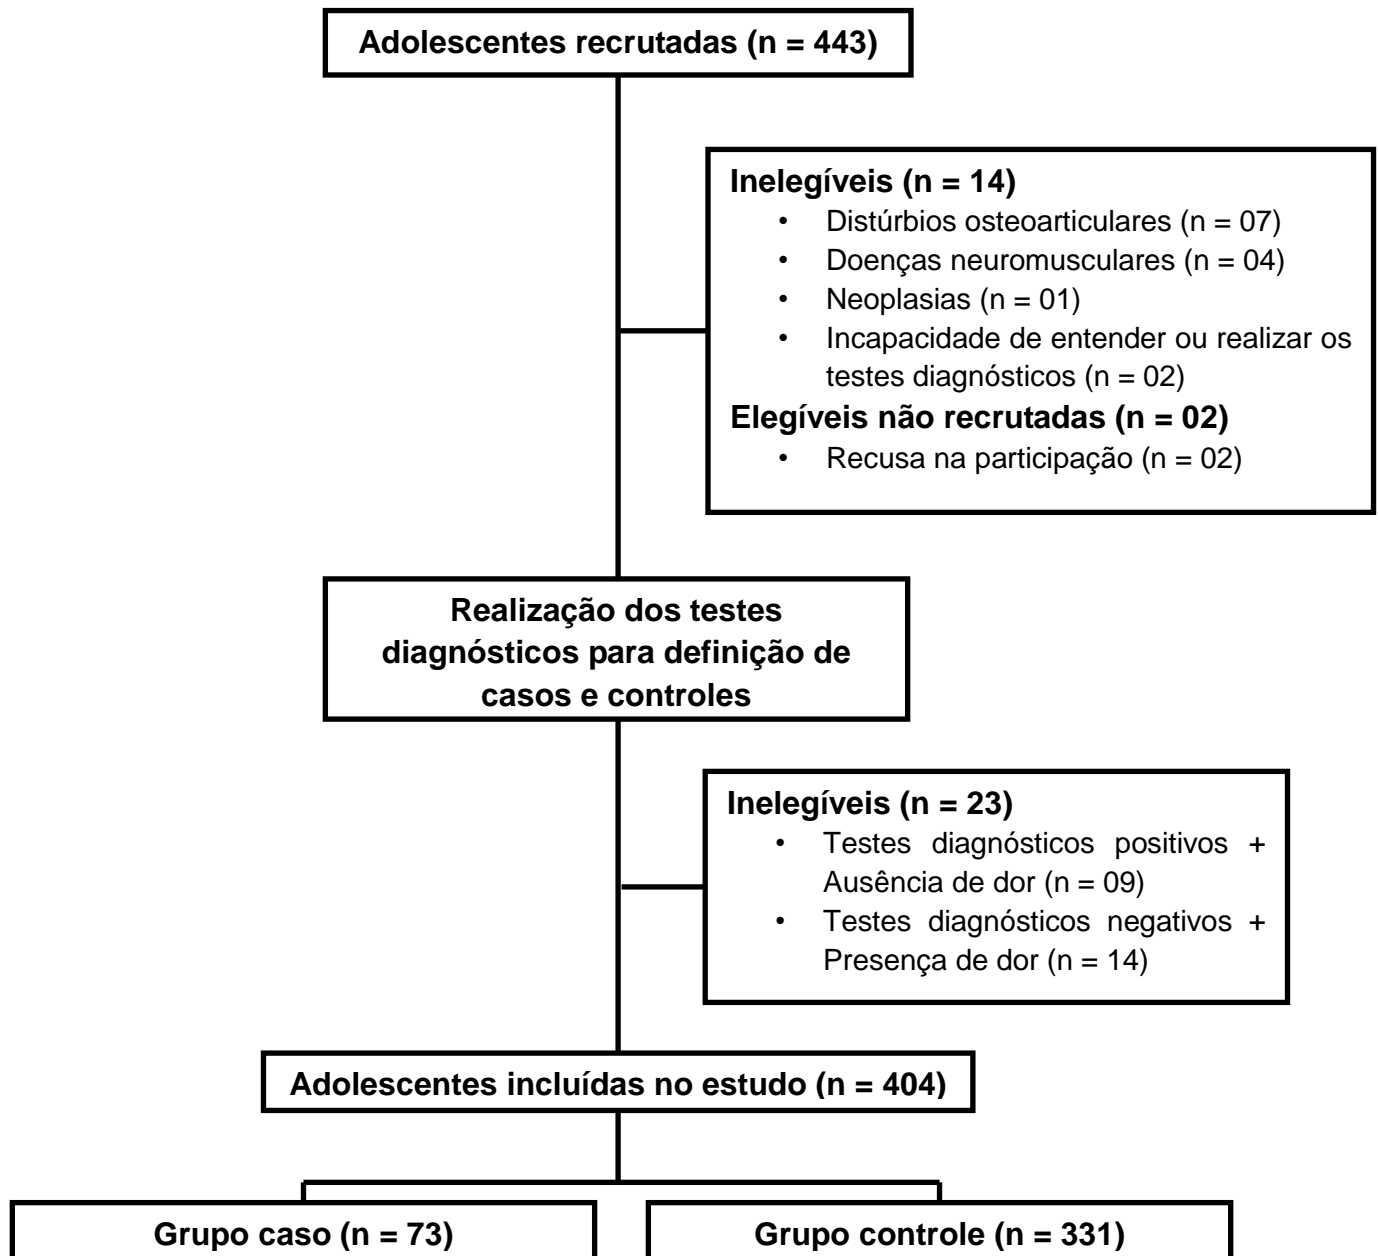 Adolescentes recrutadas (n = 443)
Inelegíveis (n = 14)
• Distúrbios osteoarticulares (n = 07)
• Doenças neuromusculares (n = 04)
• Neoplasias (n = 01)
• Incapacidade de entender ou realizar os
testes diagnósticos (n = 02)
Elegíveis não recrutadas (n = 02)
• Recusa na participação (n = 02)
Realização dos testes
diagnósticos para definição de
casos e controles
Inelegíveis (n = 23)
• Testes diagnósticos positivos +
Ausência de dor (n = 09)
• Testes diagnósticos negativos +
Presença de dor (n = 14)
Adolescentes incluídas no estudo (n = 404)
Grupo caso (n = 73)
Grupo controle (n = 331)